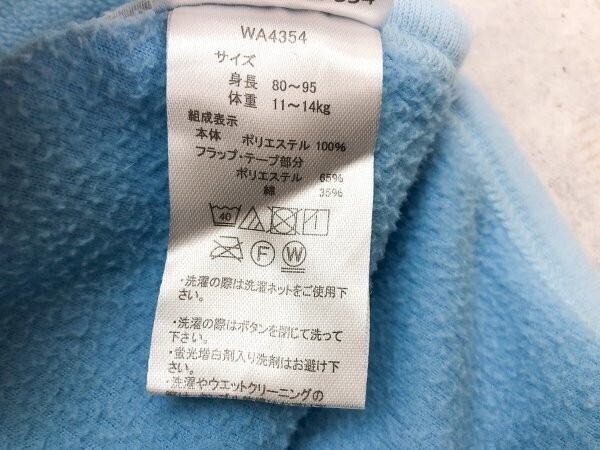 WA4354
サイズ
身長 80~95
体重 11~14kg
組成表示
本体 ポリエステル 100%
フラップ・テープ部分
ポリエステル 65%
綿 35%
40
F W
・洗濯の際は洗濯ネットをご使用下
さい。
・洗濯の際はボタンを閉じて洗って
下さい。
・蛍光増白剤入り洗剤はお避け下
さい。
・洗濯やウエットクリーニングの